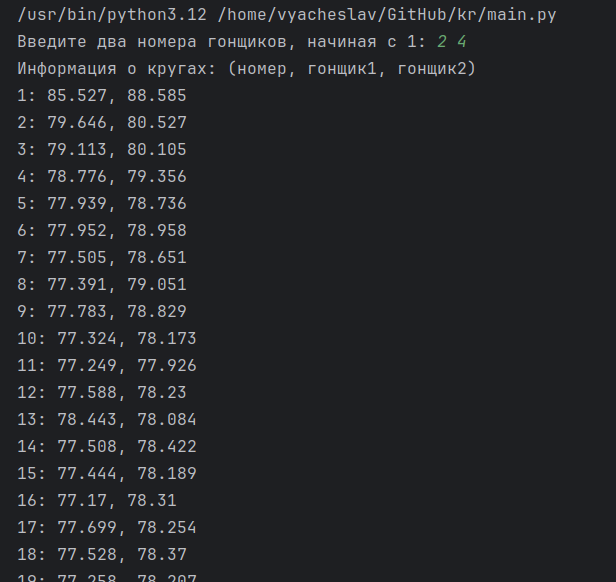 /usr/bin/python3.12 /home/vyacheslav/GitHub/kr/main.py
Введите два номера гонщиков, начиная с 1: 2 4
Информация о кругах: (номер, гонщик1, гонщик2)
1: 85.527, 88.585
2: 79.646, 80.527
3: 79.113, 80.105
4: 78.776, 79.356
5: 77.939, 78.736
6: 77.952, 78.958
7: 77.505, 78.651
8: 77.391, 79.051
9: 77.783, 78.829
10: 77.324, 78.173
11: 77.249, 77.926
12: 77.588, 78.23
13: 78.443, 78.084
14: 77.508, 78.422
15: 77.444, 78.189
16: 77.17, 78.31
17: 77.699, 78.254
18: 77.528, 78.37
19: 77.258, 78.207